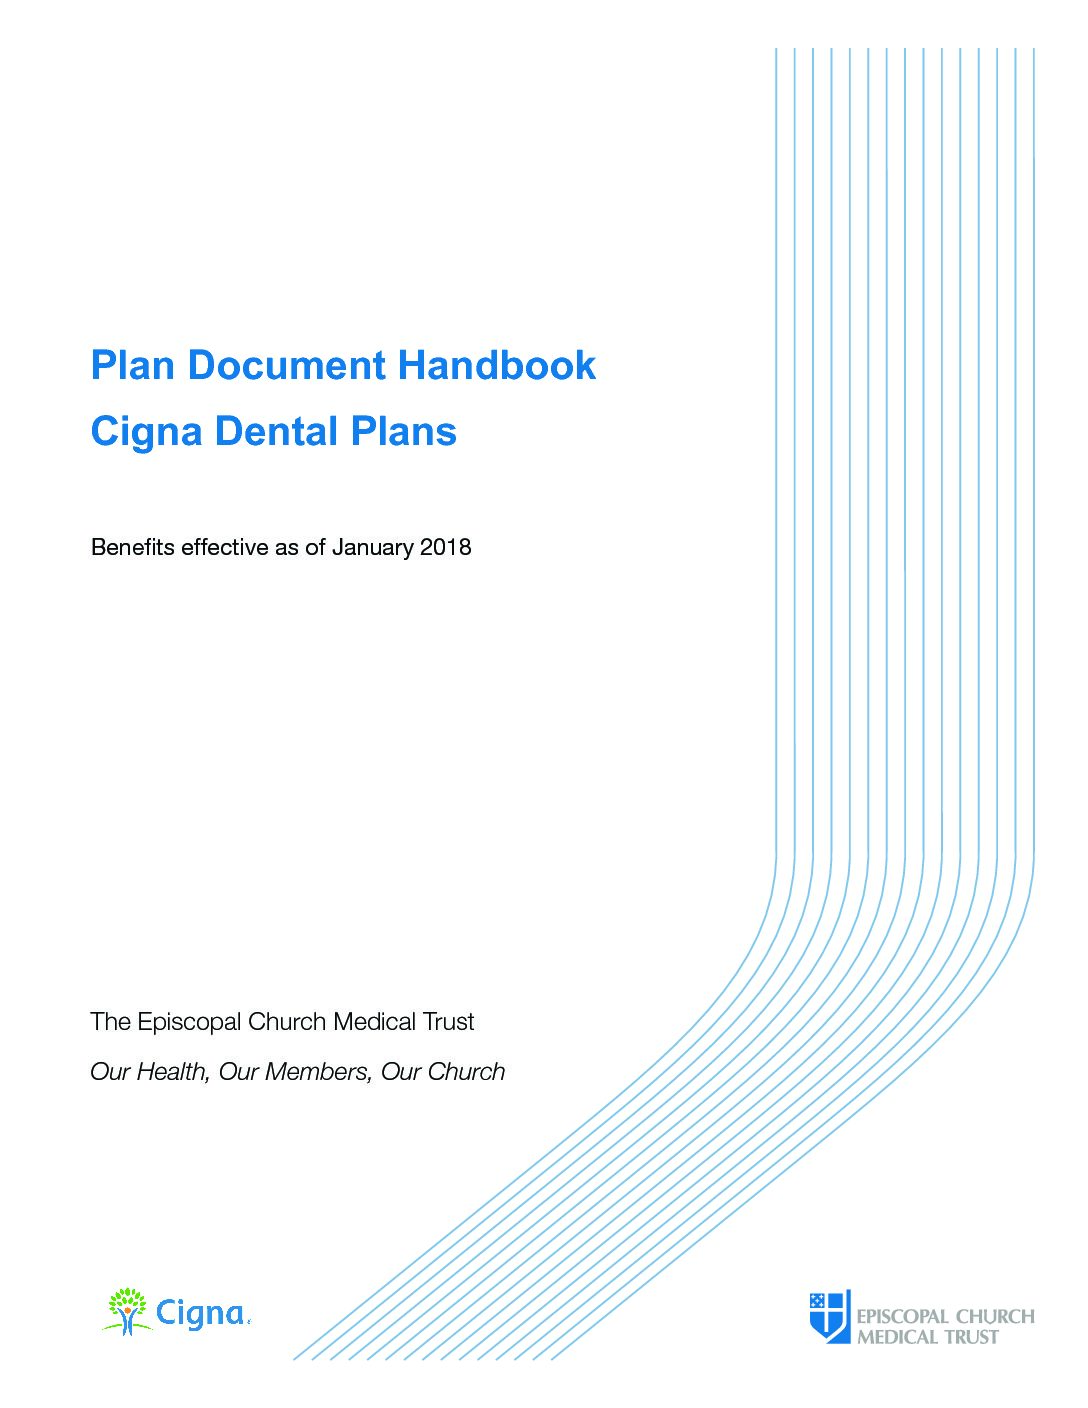 Plan Document Handbook
Cigna Dental Plans
Benefits effective as of January 2018
The Episcopal Church Medical Trust
Our Health, Our Members, Our Church
Cigna
EPISCOPAL CHURCH
MEDICAL TRUST